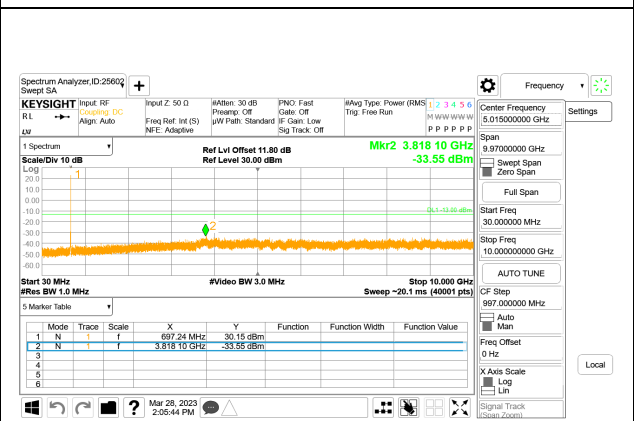 Spectrum Analyzer,ID:25602
Swept SA
Frequency
KEYSIGHT Input: RF Input Z: 50 Ω #Atten: 30 dB PNO: Fast #Avg Type: Power (RMS 1 2 3 4 5 6
RL Coupling: DC Preamp: Off Gate: Off Trig: Free Run M W W W W W
Align: Auto Freq Ref: Int (S) µW Path: Standard IF Gain: Low
NFE: Adaptive Sig Track: Off P P P P P P
1 Spectrum
Ref Lvl Offset 11.80 dB Mkr2 3.818 10 GHz
Scale/Div 10 dB Ref Level 30.00 dBm -33.55 dBm
Log
20.0
10.0
0.00
-10.0
-20.0
-30.0
-40.0
-50.0
-60.0
1
2
DL1 -13.00 dBm
Start 30 MHz #Video BW 3.0 MHz Stop 10.000 GHz
#Res BW 1.0 MHz Sweep ~20.1 ms (40001 pts)
5 Marker Table
Mode Trace Scale X Y Function Function Width Function Value
1 N 1 f 697.24 MHz 30.15 dBm
2 N 1 f 3.818 10 GHz -33.55 dBm
3
4
5
6
Mar 28, 2023
2:05:44 PM
Center Frequency
5.015000000 GHz
Settings
Span
9.97000000 GHz
Swept Span
Zero Span
Full Span
Start Freq
30.000000 MHz
Stop Freq
10.000000000 GHz
AUTO TUNE
CF Step
997.000000 MHz
Auto
Man
Freq Offset
0 Hz
X Axis Scale
Log
Lin
Signal Track
(Span Zoom)
Local